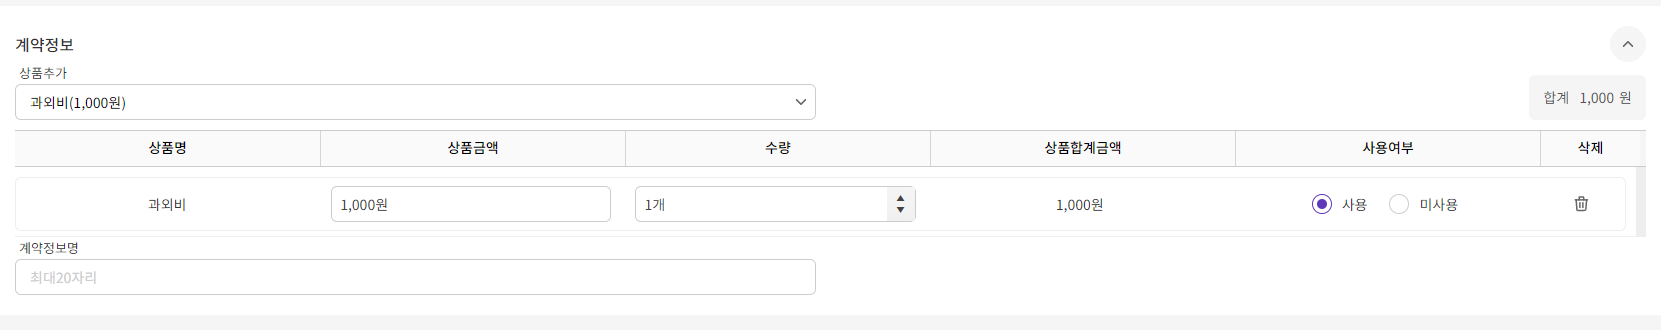 계약정보
상품추가
과외비(1,000원)
합계 1,000 원
상품명 상품금액 수량 상품합계금액 사용여부 삭제
과외비 1,000원 1개 1,000원 사용 미사용
계약정보명
최대20자리